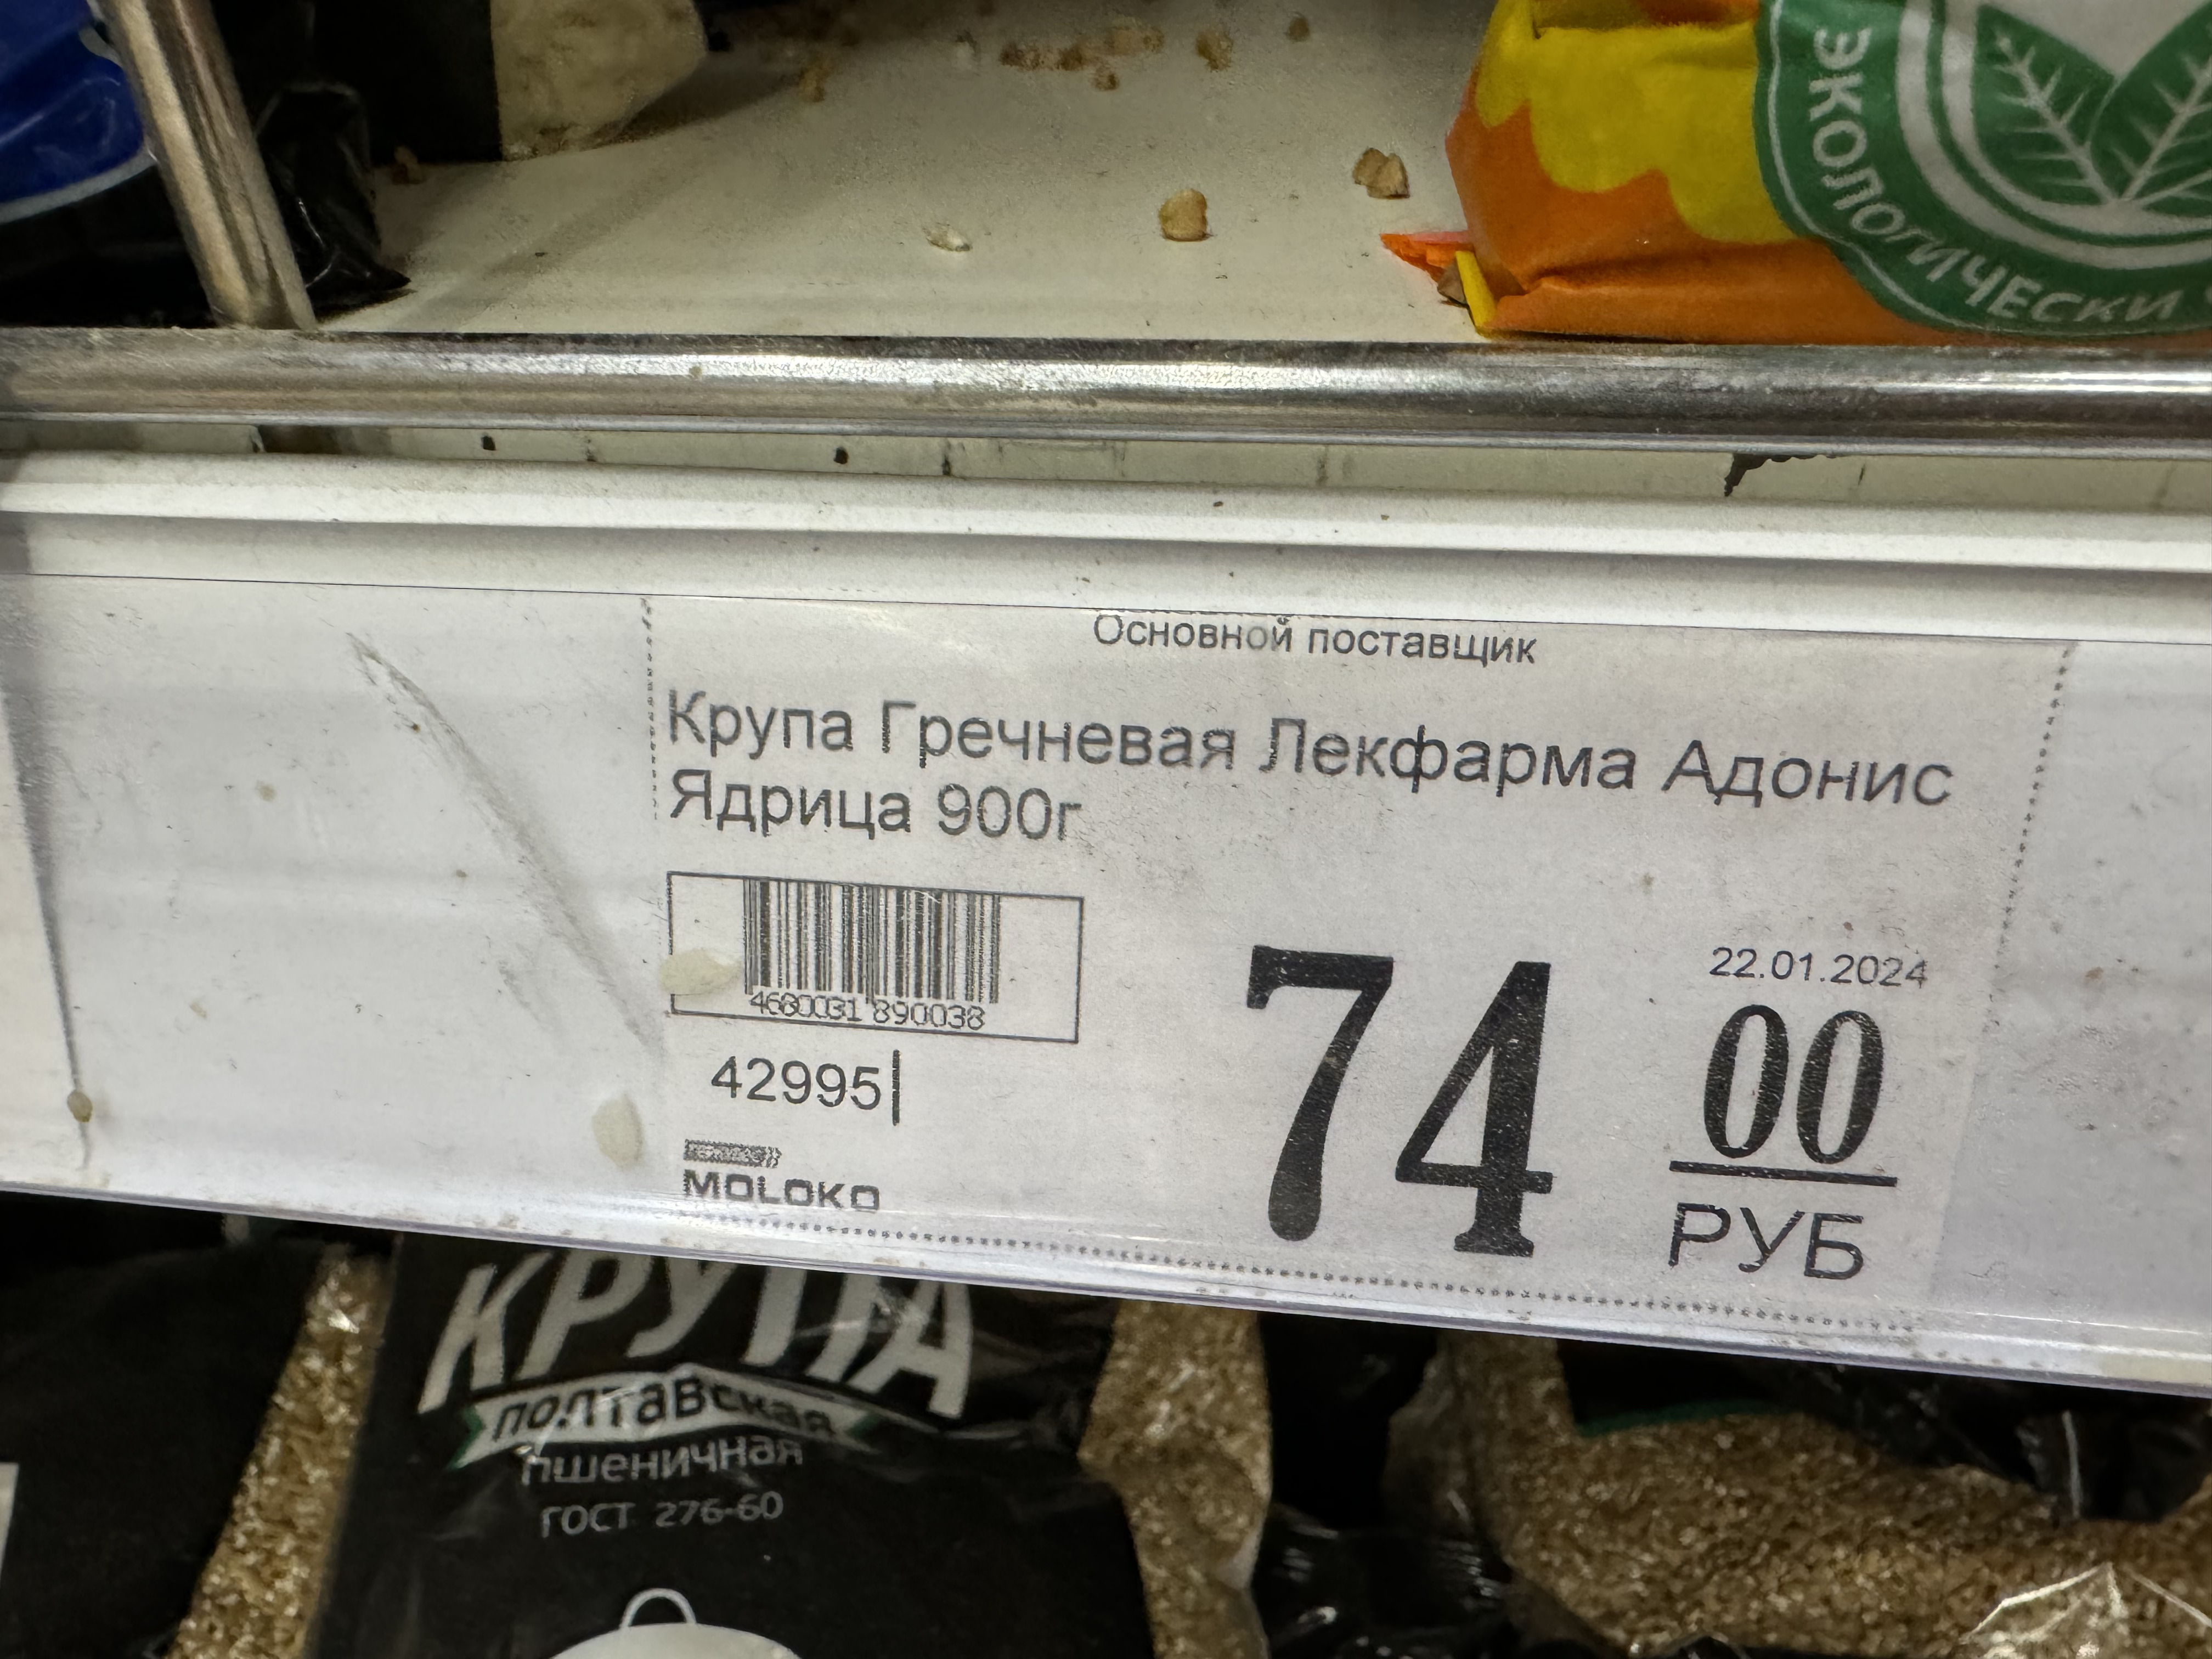 ЭКОЛОГИЧЕСКИ
Основной поставщик
Крупа Гречневая Лекфарма Адонис
Ядрица 900г
4680031 890038
42995|
22.01.2024
74 00
РУБ
MOLOKO
КРУПА
ПОЛТАВСКАЯ
пшеничная
ГОСТ 276-60